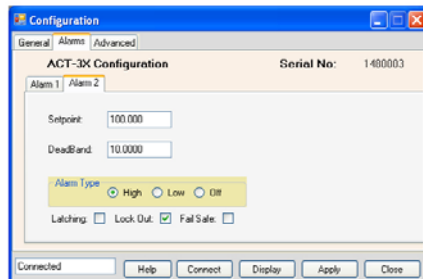 Configuration
General Alarms Advanced
ACT-3X Configuration Serial No: 1480003
Alarm 1 Alarm 2
Setpoint: 100.000
DeadBand: 10.0000
Alarm Type
High Low Off
Latching: Lock Out: Fail Safe:
Connected Help Connect Display Apply Close